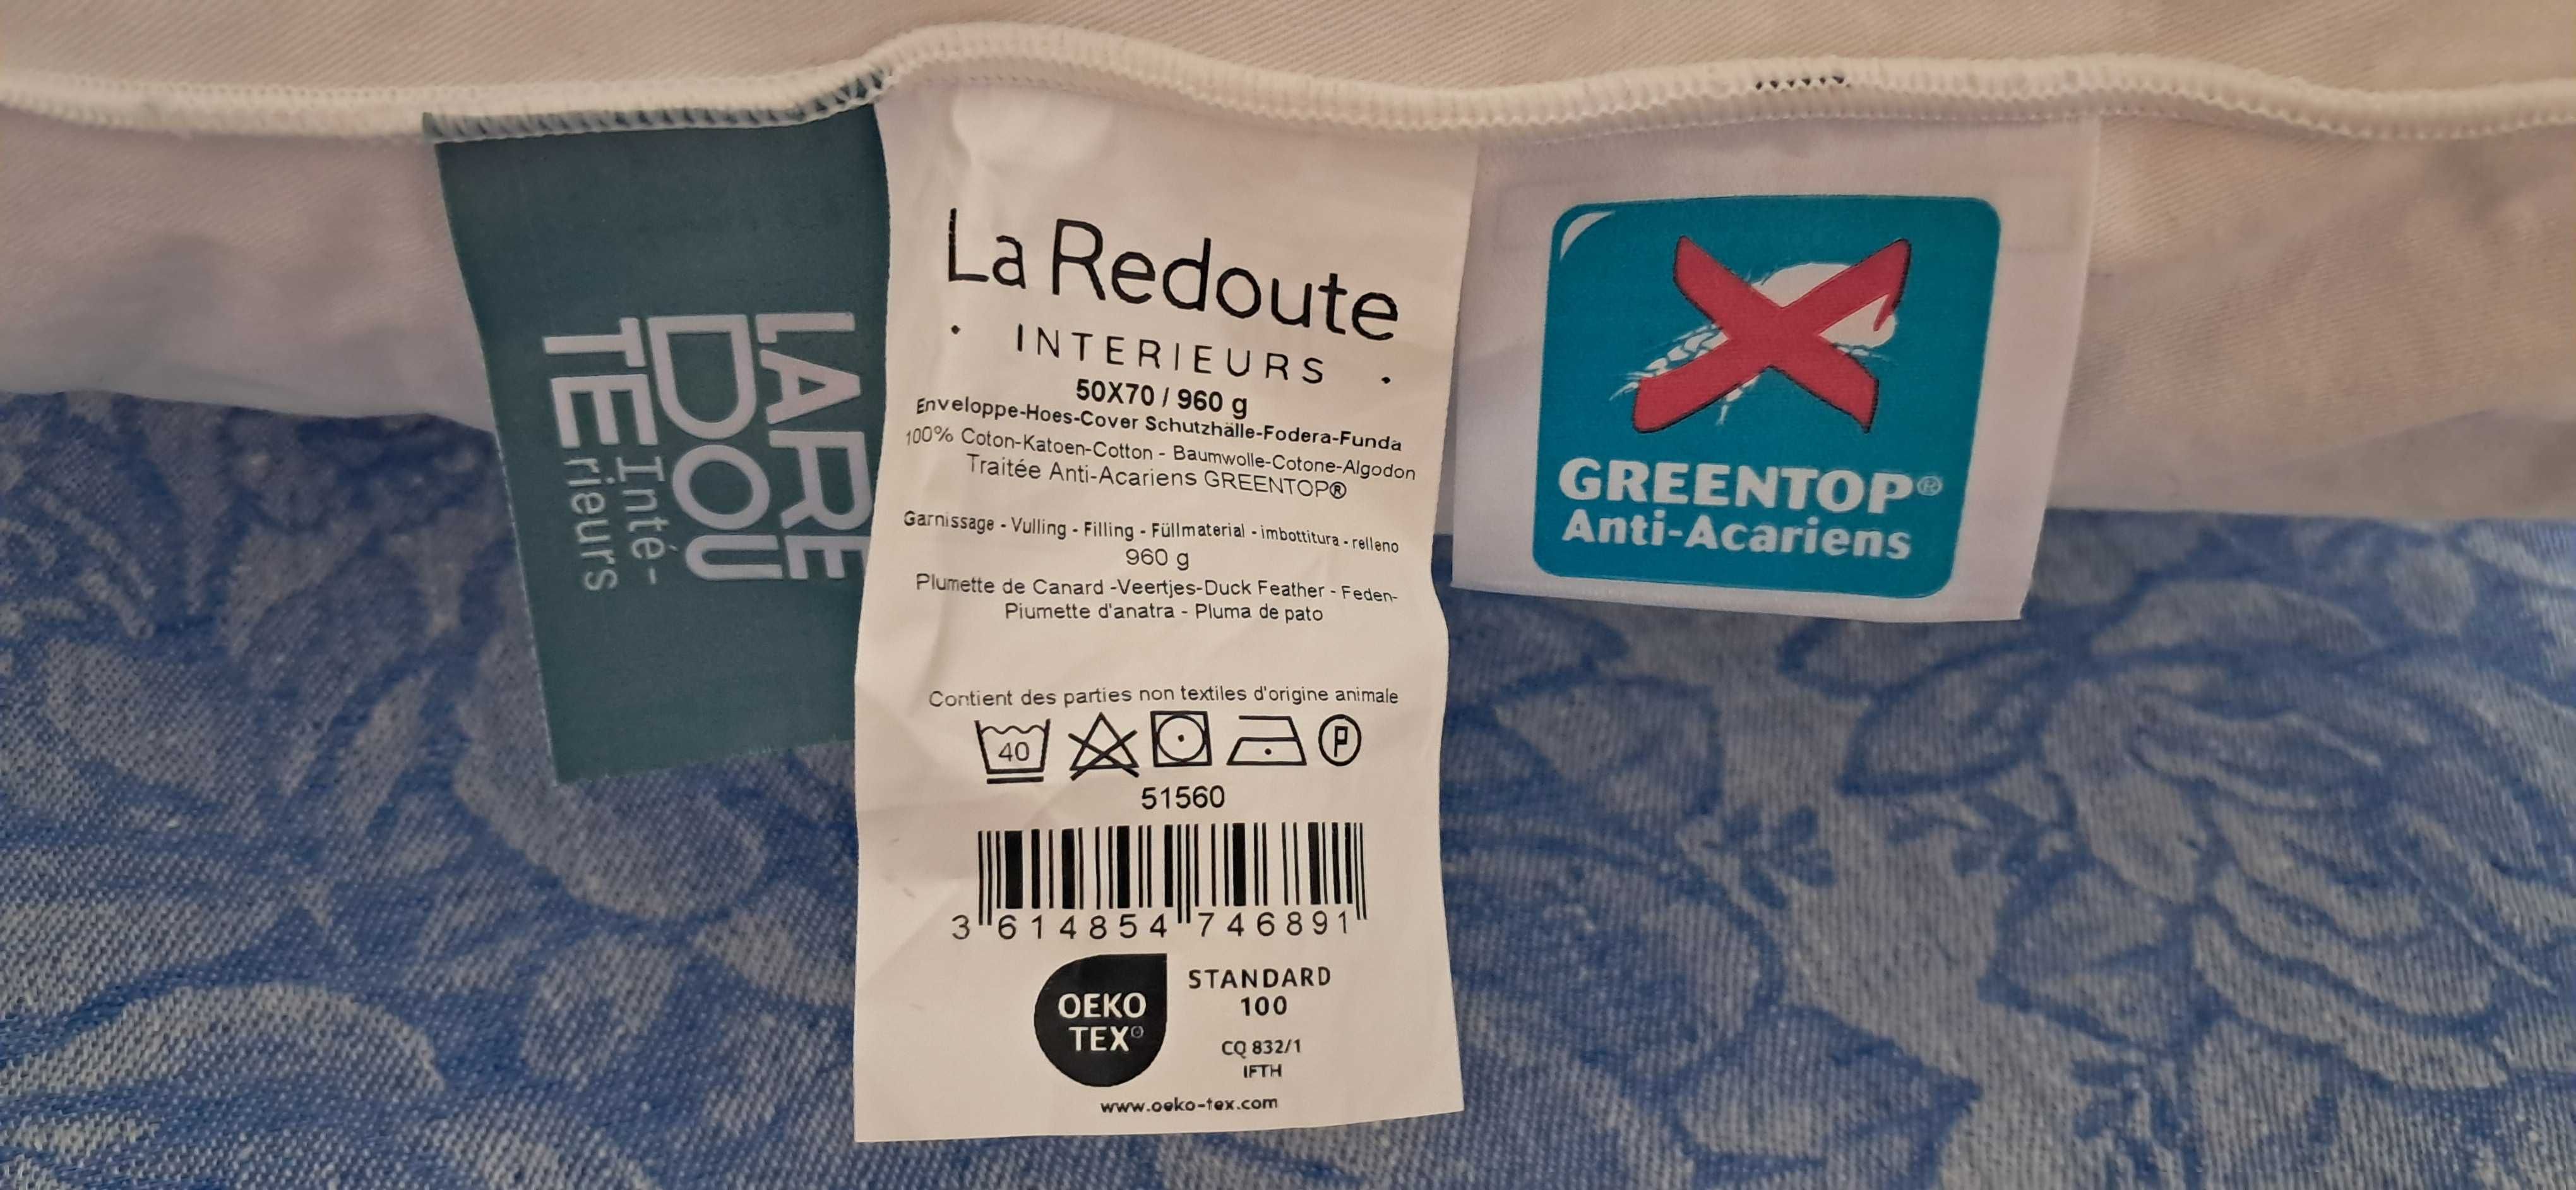 LARE
DOU
TE
Inté-
rieurs
La Redoute
• INTERIEURS •
50X70 / 960 g
Enveloppe-Hoes-Cover Schutzhälle-Fodera-Funda
100% Coton-Katoen-Cotton - Baumwolle-Cotone-Algodon
Traitée Anti-Acariens GREENTOP®
Garnissage - Vulling - Filling - Füllmaterial - imbottitura - relleno
960 g
Plumette de Canard -Veertjes-Duck Feather - Feden-
Piumette d'anatra - Pluma de pato
Contient des parties non textiles d'origine animale
40 P
51560
3 614854 746891
OEKO
TEX®
STANDARD
100
CQ 832/1
IFTH
www.oeko-tex.com
GREENTOP®
Anti-Acariens